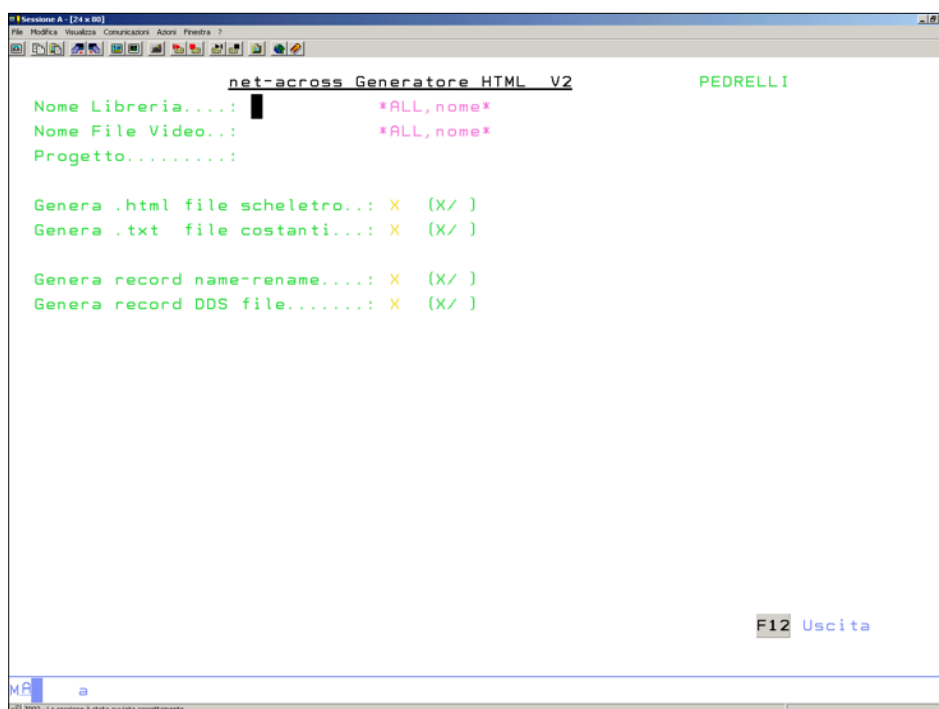 Sessione A - [24 x 80]
File Modifica Visualizza Comunicazioni Azioni Finestra ?
net-across Generatore HTML V2 PEDRELLI
Nome Libreria....: *ALL,nome*
Nome File Video..: *ALL,nome*
Progetto.........:
Genera .html file scheletro..: X (X/ )
Genera .txt file costanti...: X (X/ )
Genera record name-rename....: X (X/ )
Genera record DDS file.......: X (X/ )
F12 Uscita
MA a